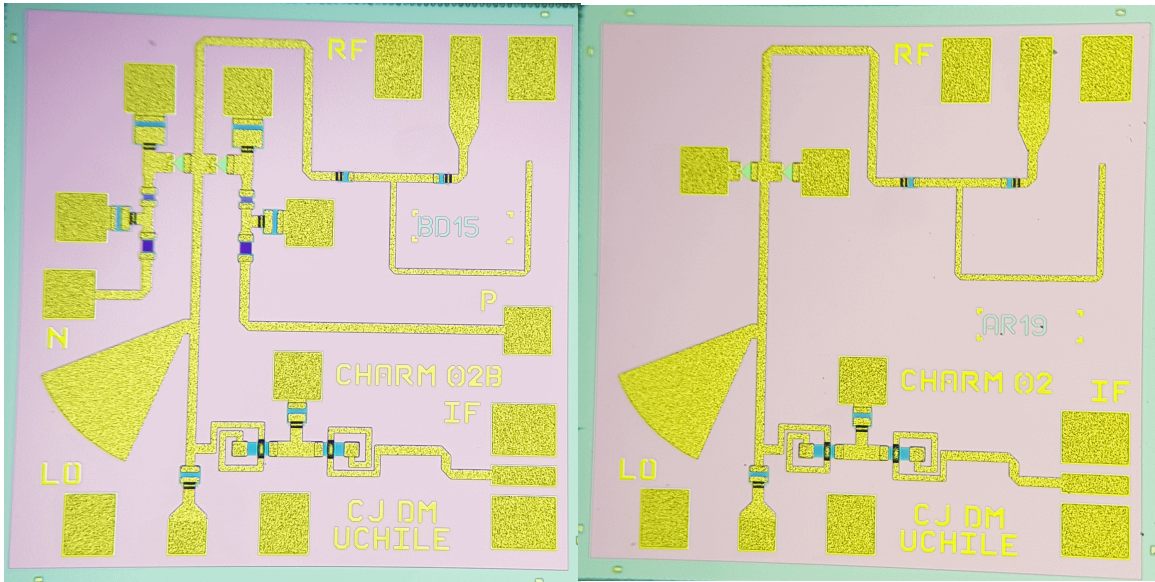 RF
BD15
P
N
CHARM 02B
IF
LO
CJ DM
UCHILE
RF
AR19
CHARM 02
IF
LO
CJ DM
UCHILE